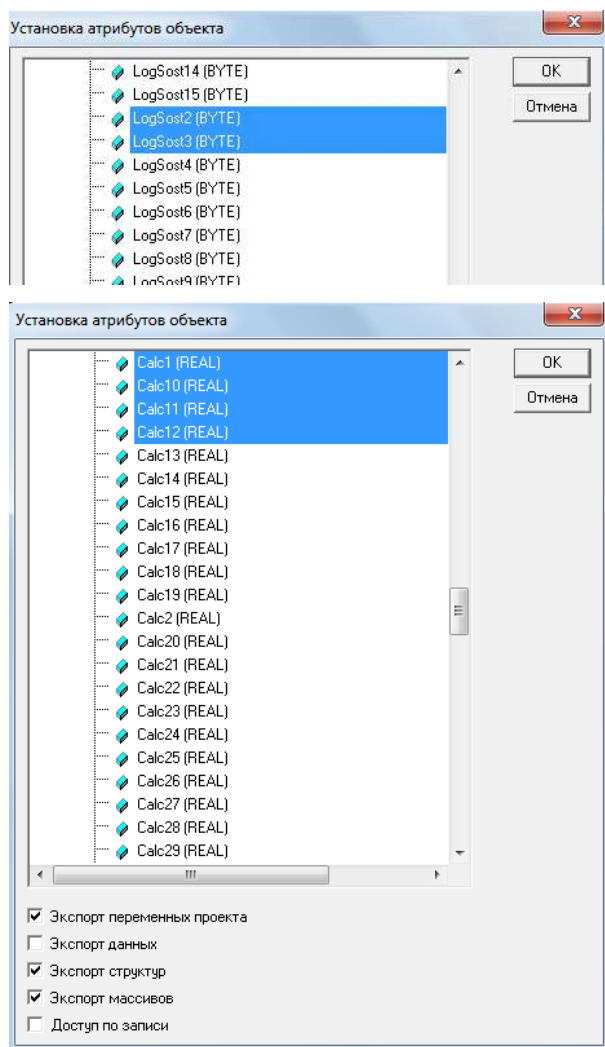 Установка атрибутов объекта
x
LogSost14 (BYTE)
OK
LogSost15 (BYTE)
Отмена
LogSost2 (BYTE)
LogSost3 (BYTE)
LogSost4 (BYTE)
LogSost5 (BYTE)
LogSost6 (BYTE)
LogSost7 (BYTE)
LogSost8 (BYTE)
LogSost9 (BYTE)
Установка атрибутов объекта
x
Calc1 (REAL)
OK
Calc10 (REAL)
Отмена
Calc11 (REAL)
Calc12 (REAL)
Calc13 (REAL)
Calc14 (REAL)
Calc15 (REAL)
Calc16 (REAL)
Calc17 (REAL)
Calc18 (REAL)
Calc19 (REAL)
Calc2 (REAL)
Calc20 (REAL)
Calc21 (REAL)
Calc22 (REAL)
Calc23 (REAL)
Calc24 (REAL)
Calc25 (REAL)
Calc26 (REAL)
Calc27 (REAL)
Calc28 (REAL)
Calc29 (REAL)
Экспорт переменных проекта
Экспорт данных
Экспорт структур
Экспорт массивов
Доступ по записи